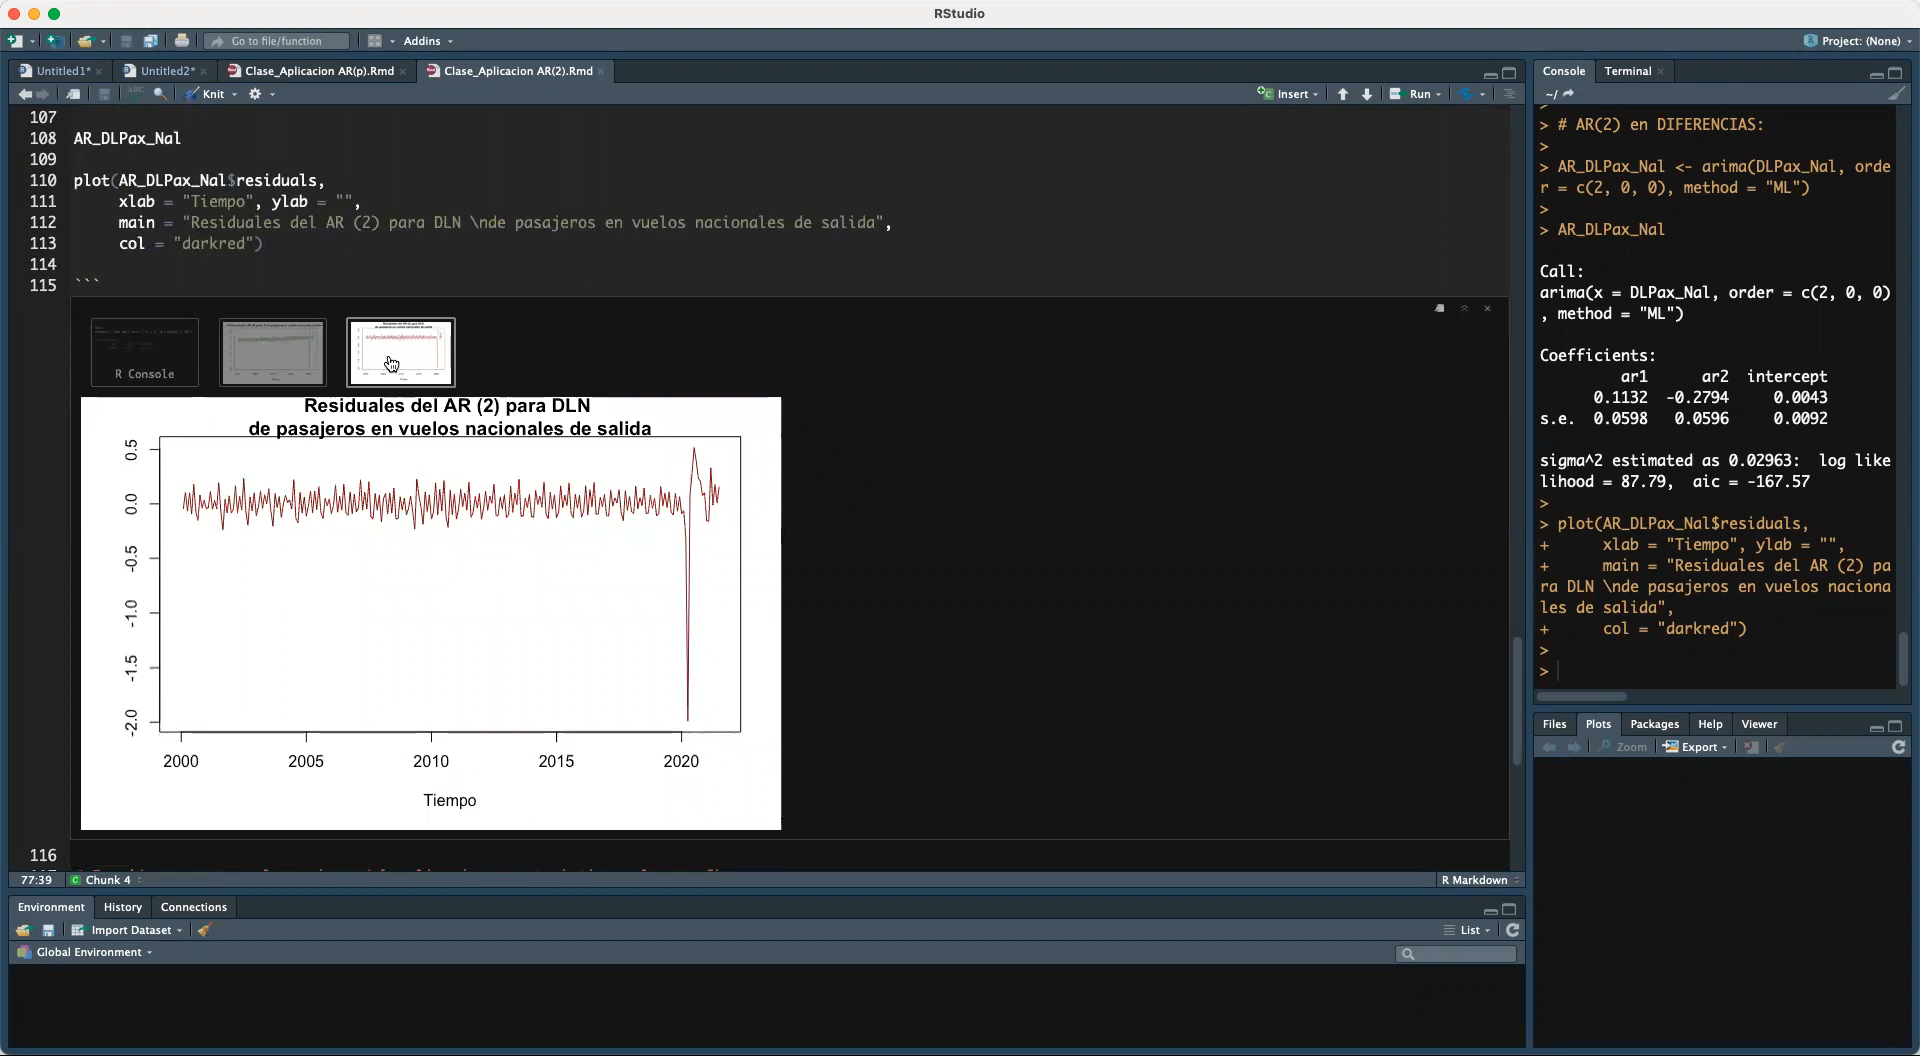 RStudio
Go to file/function
Addins
Project: (None)
Untitled1*
Untitled2*
Clase_Aplicacion AR(p).Rmd
Clase_Aplicacion AR(2).Rmd
ABC
Knit
Insert
Run
107
108 AR_DLPax_Nal
109
110 plot(AR_DLPax_Nal$residuals,
111 xlab = "Tiempo", ylab = "",
112 main = "Residuales del AR (2) para DLN \nde pasajeros en vuelos nacionales de salida",
113 col = "darkred")
114
115 ```
R Console
Residuales del AR (2) para DLN
de pasajeros en vuelos nacionales de salida
0.5
0.0
-0.5
-1.0
-1.5
-2.0
2000 2005 2010 2015 2020
Tiempo
116
77:39
Chunk 4
R Markdown
Environment
History
Connections
Import Dataset
List
Global Environment
Console
Terminal
~/
>
> # AR(2) en DIFERENCIAS:
>
> AR_DLPax_Nal <- arima(DLPax_Nal, orde
r = c(2, 0, 0), method = "ML")
>
> AR_DLPax_Nal
Call:
arima(x = DLPax_Nal, order = c(2, 0, 0)
, method = "ML")
Coefficients:
ar1 ar2 intercept
0.1132 -0.2794 0.0043
s.e. 0.0598 0.0596 0.0092
sigma^2 estimated as 0.02963: log like
lihood = 87.79, aic = -167.57
>
> plot(AR_DLPax_Nal$residuals,
+ xlab = "Tiempo", ylab = "",
+ main = "Residuales del AR (2) pa
ra DLN \nde pasajeros en vuelos naciona
les de salida",
+ col = "darkred")
>
>
Files
Plots
Packages
Help
Viewer
Zoom
Export